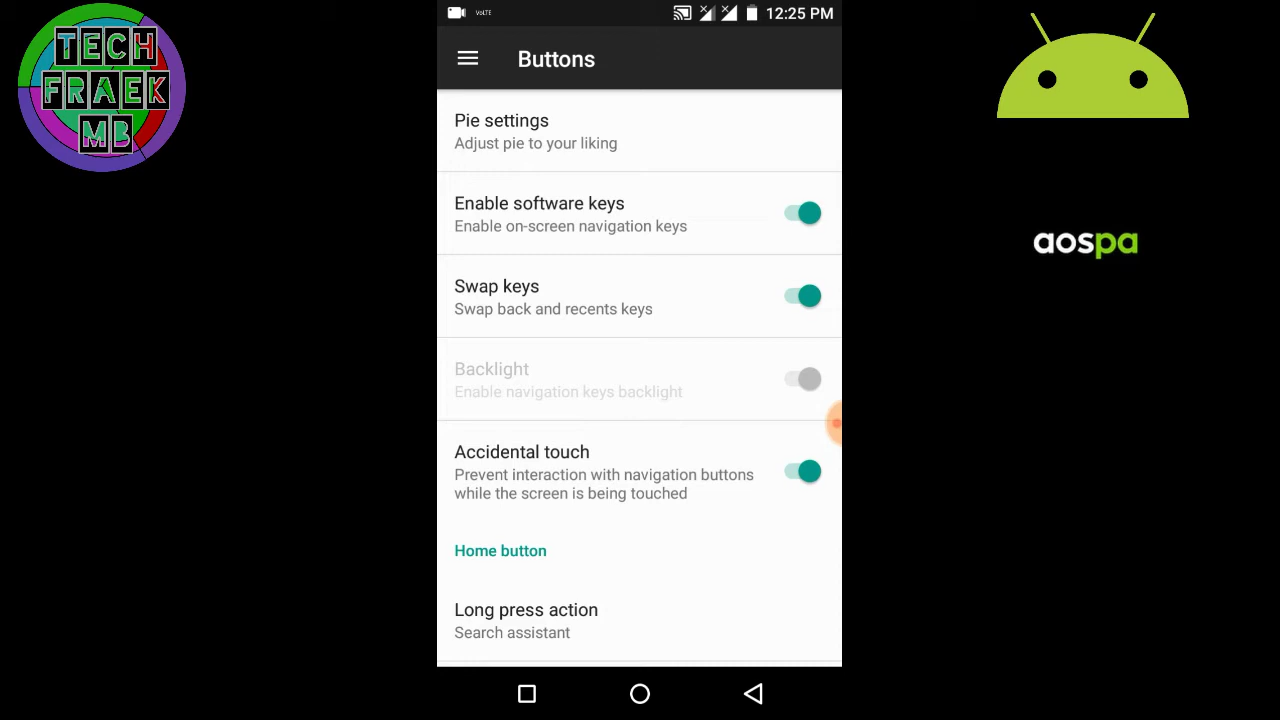 TECH
FRAEK
MB
VoLTE
12:25 PM
Buttons
Pie settings
Adjust pie to your liking
Enable software keys
Enable on-screen navigation keys
Swap keys
Swap back and recents keys
Backlight
Enable navigation keys backlight
Accidental touch
Prevent interaction with navigation buttons
while the screen is being touched
Home button
Long press action
Search assistant
aospa